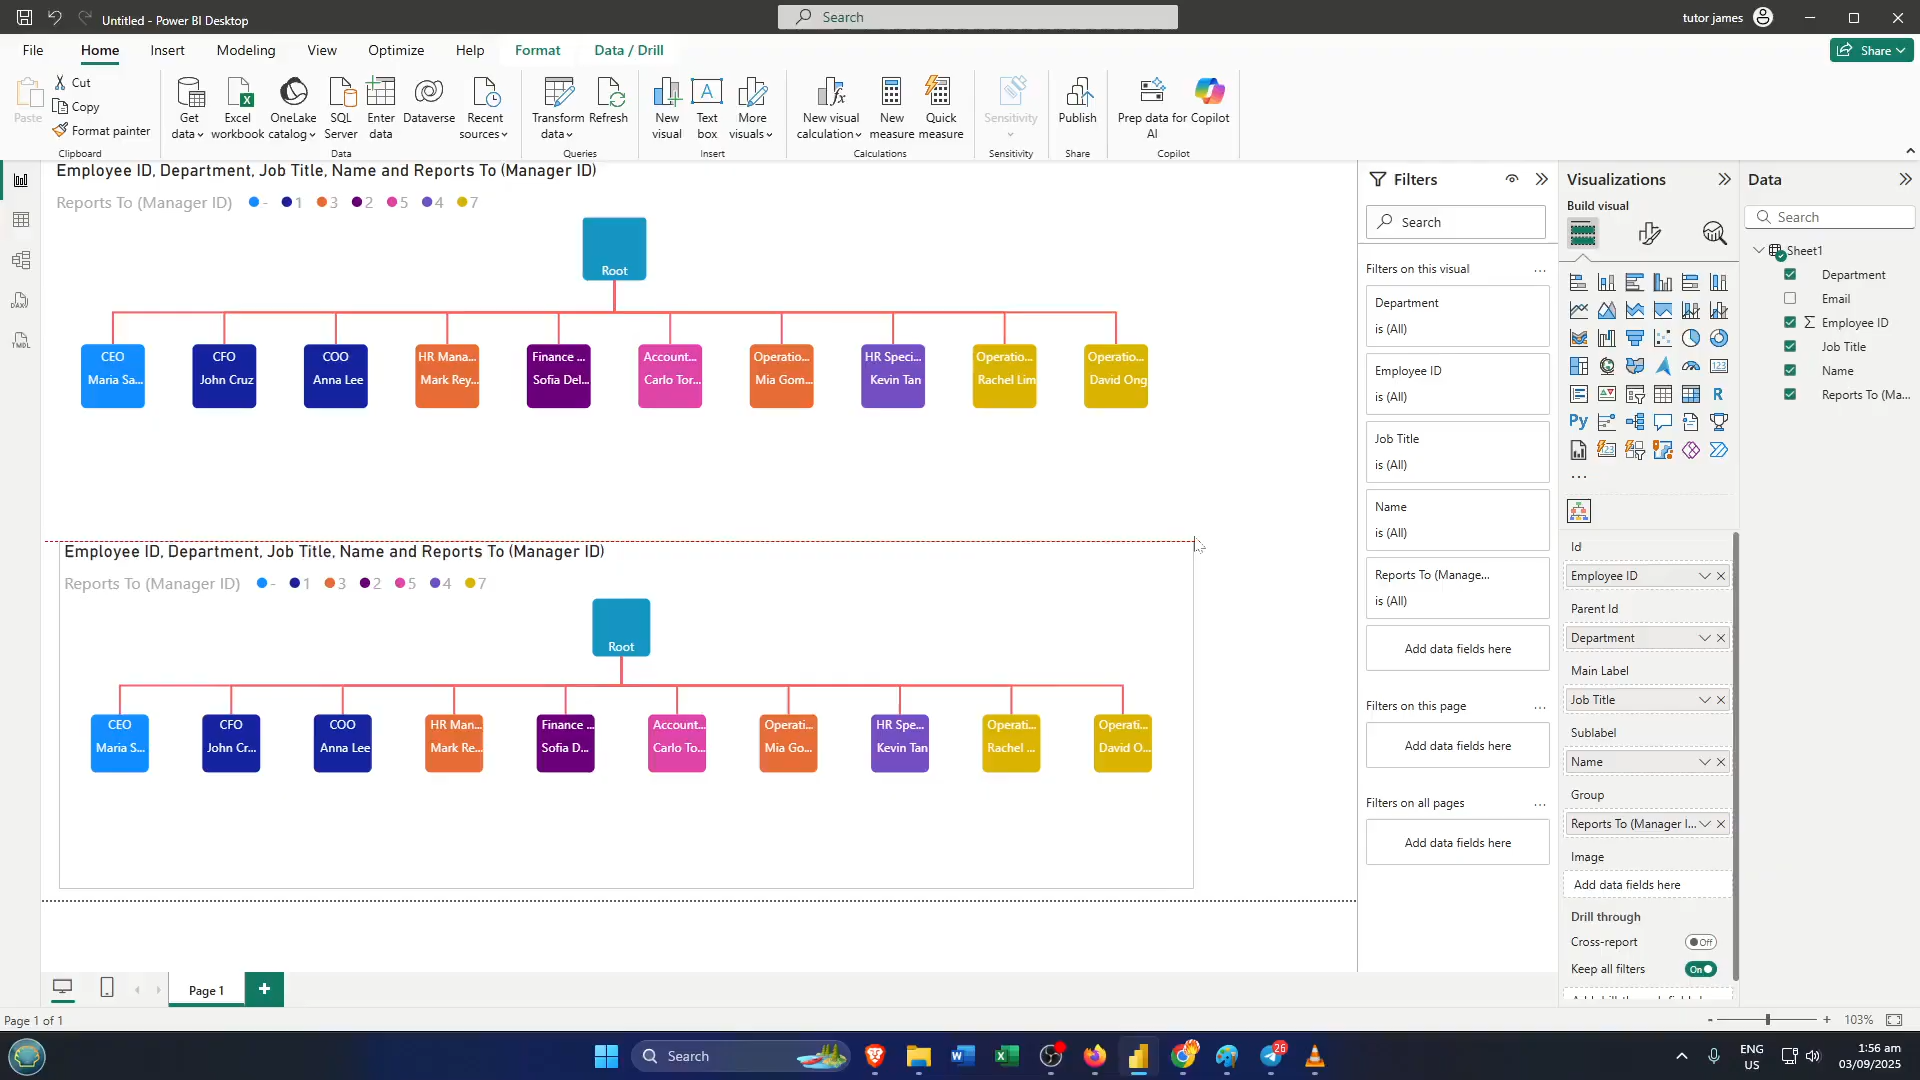 Untitled - Power BI Desktop
Search
tutor james
File
Home
Insert
Modeling
View
Optimize
Help
Format
Data / Drill
Share
Paste
Cut
Copy
Format painter
Clipboard
Get data
Excel workbook
OneLake catalog
SQL Server
Enter data
Dataverse
Recent sources
Data
Transform data
Refresh
Queries
New visual
Text box
More visuals
Insert
New visual calculation
New measure
Quick measure
Calculations
Sensitivity
Sensitivity
Publish
Share
Prep data for AI
Copilot
Copilot
Employee ID, Department, Job Title, Name and Reports To (Manager ID)
Reports To (Manager ID) - 1 3 2 5 4 7
Root
CEO
Maria Sa...
CFO
John Cruz
COO
Anna Lee
HR Mana...
Mark Rey...
Finance ...
Sofia Del...
Account...
Carlo Tor...
Operatio...
Mia Gom...
HR Speci...
Kevin Tan
Operatio...
Rachel Lim
Operatio...
David Ong
Employee ID, Department, Job Title, Name and Reports To (Manager ID)
Reports To (Manager ID) - 1 3 2 5 4 7
Root
CEO
Maria S...
CFO
John Cr...
COO
Anna Lee
HR Man...
Mark Re...
Finance ...
Sofia D...
Account...
Carlo To...
Operati...
Mia Go...
HR Spe...
Kevin Tan
Operati...
Rachel ...
Operati...
David O...
Filters
Search
Filters on this visual
Department
is (All)
Employee ID
is (All)
Job Title
is (All)
Name
is (All)
Reports To (Manage...
is (All)
Add data fields here
Filters on this page
Add data fields here
Filters on all pages
Add data fields here
Visualizations
Build visual
Id
Employee ID
Parent Id
Department
Main Label
Job Title
Sublabel
Name
Group
Reports To (Manager I...
Image
Add data fields here
Drill through
Cross-report
Off
Keep all filters
On
Data
Search
Sheet1
Department
Email
Employee ID
Job Title
Name
Reports To (Ma...
Page 1
Page 1 of 1
103%
Search
26
ENG
US
1:56 am
03/09/2025